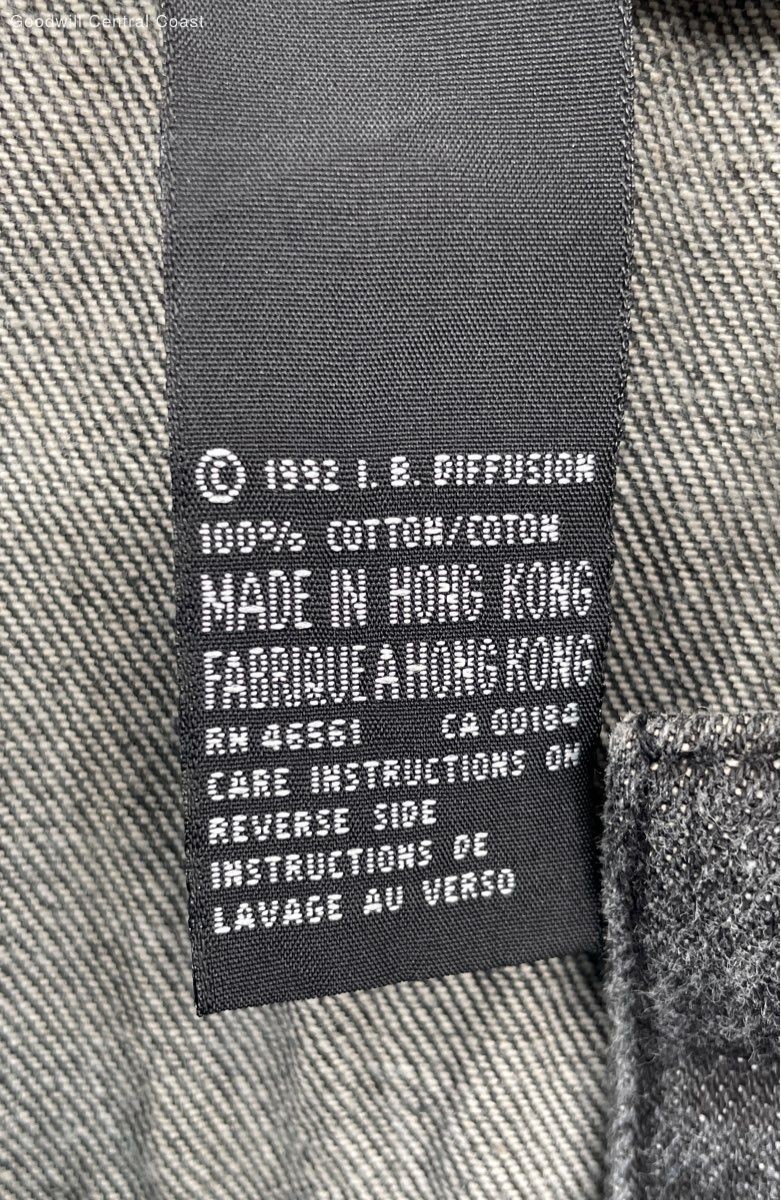 Goodwill Central Coast
© 1992 I. B. DIFFUSION
100% COTTON/COTON
MADE IN HONG KONG
FABRIQUE A HONG KONG
RN 46561 CA 00184
CARE INSTRUCTIONS ON
REVERSE SIDE
INSTRUCTIONS DE
LAVAGE AU VERSO